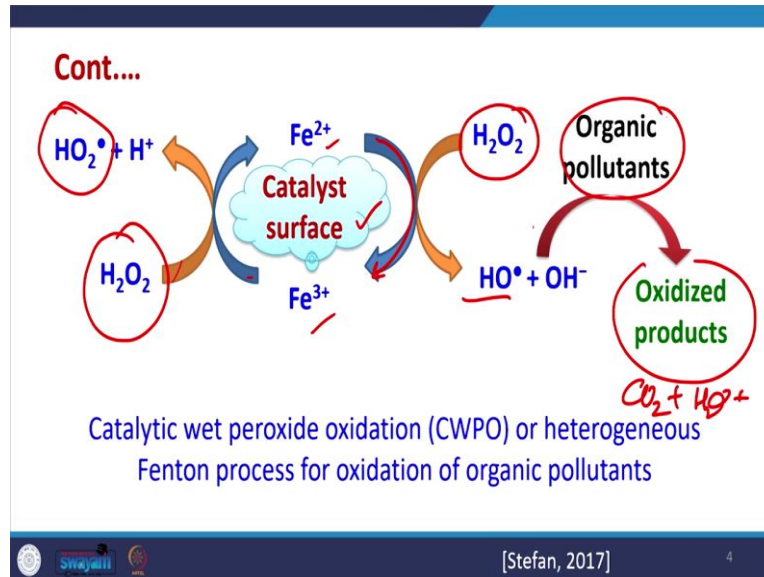 Cont....
HO₂• + H⁺
Fe²⁺
H₂O₂
Organic
pollutants
Catalyst
surface
H₂O₂
Fe³⁺
HO• + OH⁻
Oxidized
products
CO₂ + H₂O +
Catalytic wet peroxide oxidation (CWPO) or heterogeneous
Fenton process for oxidation of organic pollutants
swayam
[Stefan, 2017]
4